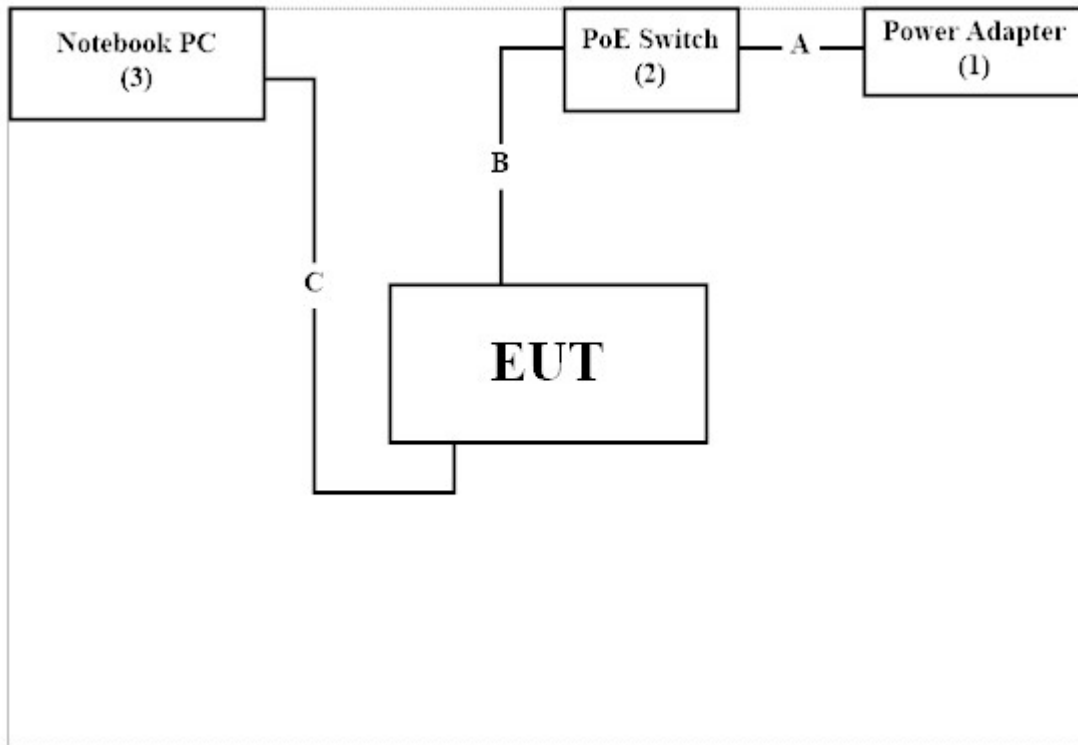 Notebook PC
(3)
PoE Switch
(2)
A
Power Adapter
(1)
B
C
EUT